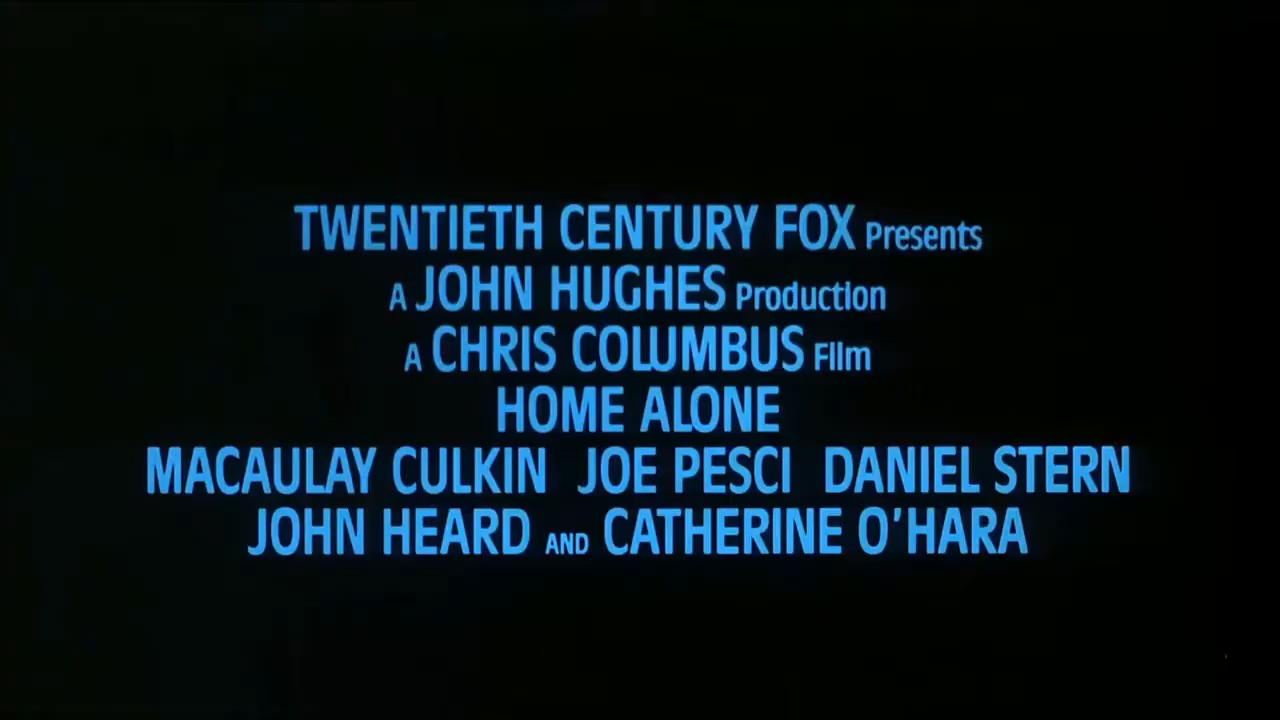 TWENTIETH CENTURY FOX Presents
A JOHN HUGHES Production
A CHRIS COLUMBUS Film
HOME ALONE
MACAULAY CULKIN JOE PESCI DANIEL STERN
JOHN HEARD AND CATHERINE O'HARA